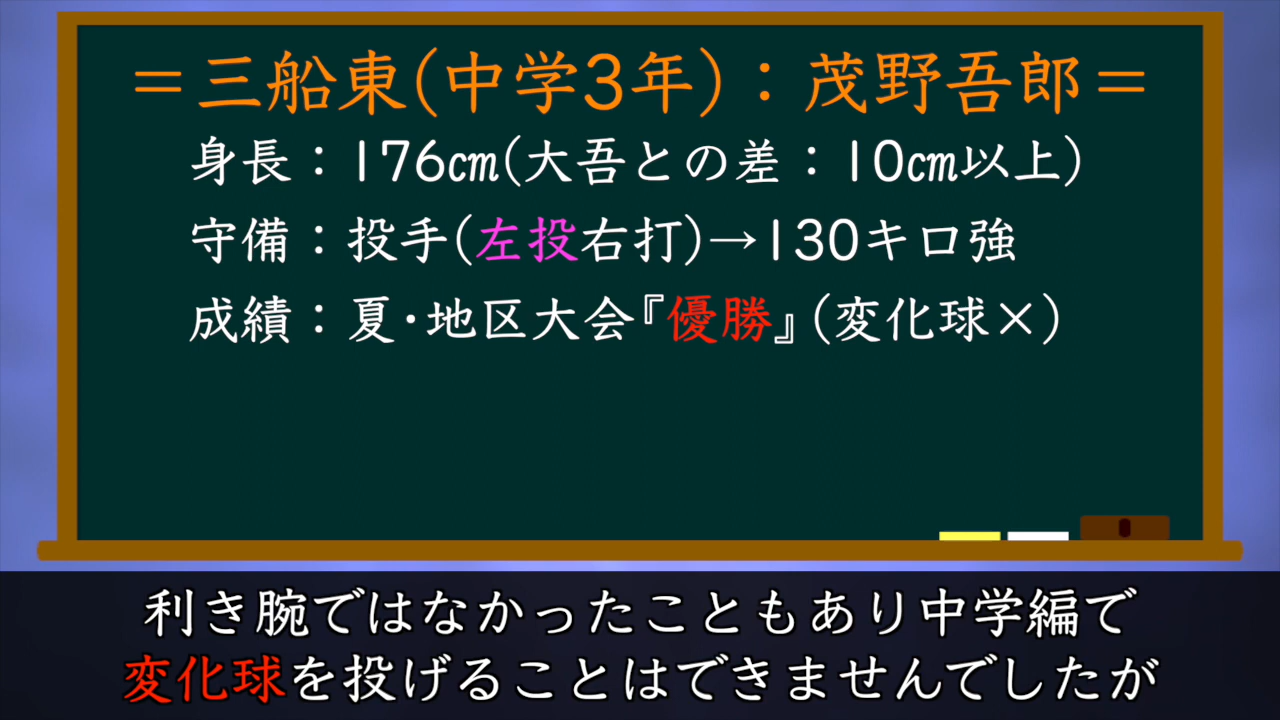 ＝三船東(中学3年)：茂野吾郎＝
身長：176cm(大吾との差：10cm以上)
守備：投手(左投右打)→130キロ強
成績：夏・地区大会『優勝』(変化球×)
利き腕ではなかったこともあり中学編で
変化球を投げることはできませんでしたが